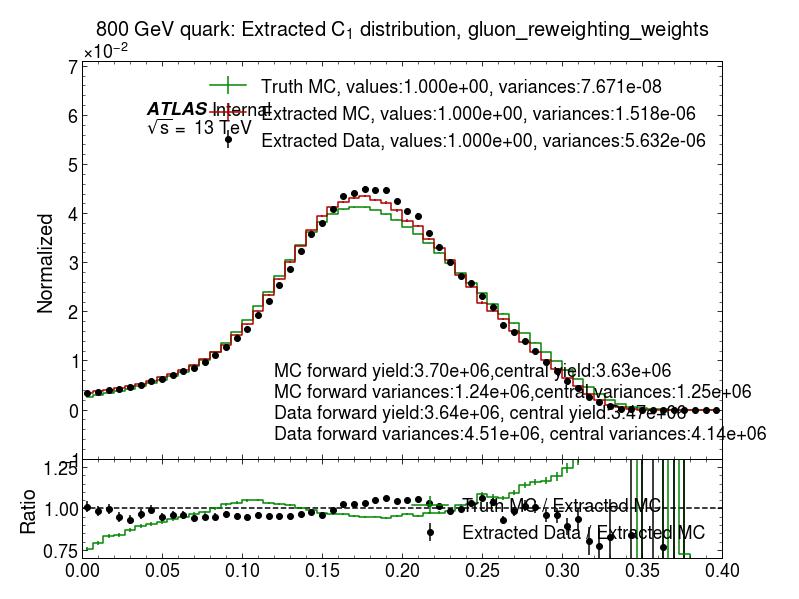 800 GeV quark: Extracted C₁ distribution, gluon_reweighting_weights
×10⁻²
Truth MC, values:1.000e+00, variances:7.671e-08
ATLAS Internal
Extracted MC, values:1.000e+00, variances:1.518e-06
√s = 13 TeV
Extracted Data, values:1.000e+00, variances:5.632e-06
7
6
5
4
3
2
1
0
1
Normalized
MC forward yield:3.70e+06,central yield:3.63e+06
MC forward variances:1.24e+06,central variances:1.25e+06
Data forward yield:3.64e+06, central yield:3.47e+06
Data forward variances:4.51e+06, central variances:4.14e+06
1.25
1.00
0.75
Ratio
Truth MC / Extracted MC
Extracted Data / Extracted MC
0.00 0.05 0.10 0.15 0.20 0.25 0.30 0.35 0.40